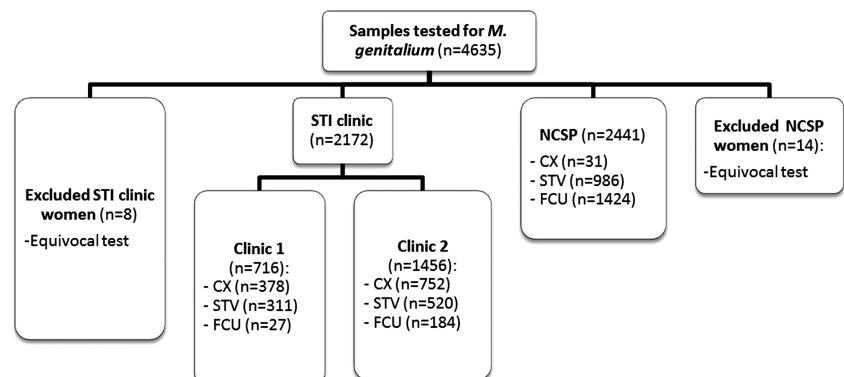 Samples tested for M.
genitalium (n=4635)
Excluded STI clinic
women (n=8)
-Equivocal test
STI clinic
(n=2172)
Clinic 1
(n=716):
- CX (n=378)
- STV (n=311)
- FCU (n=27)
Clinic 2
(n=1456):
- CX (n=752)
- STV (n=520)
- FCU (n=184)
NCSP (n=2441)
- CX (n=31)
- STV (n=986)
- FCU (n=1424)
Excluded NCSP
women (n=14):
-Equivocal test